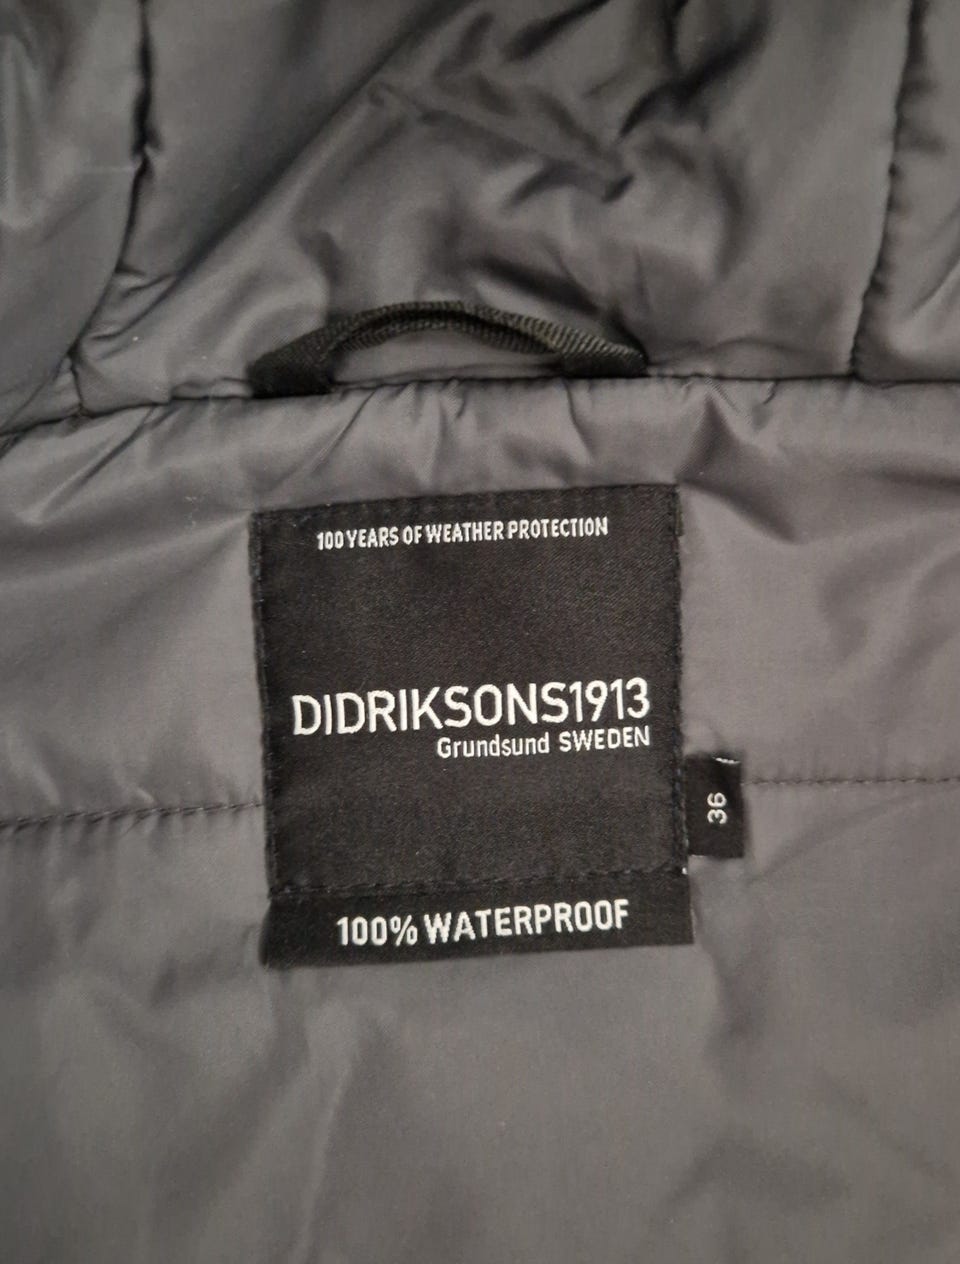 100 YEARS OF WEATHER PROTECTION
DIDRIKSONS1913
Grundsund SWEDEN
36
100% WATERPROOF